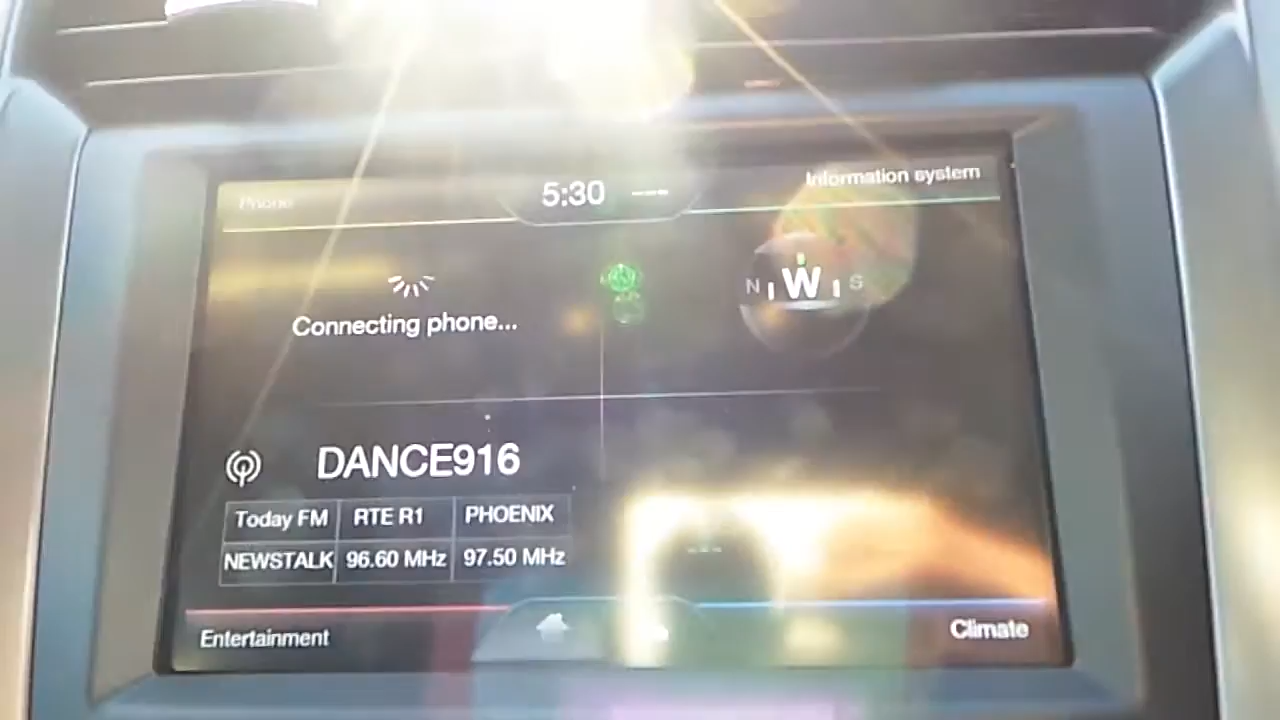 Phone
5:30 ---
Information system
Connecting phone...
N W S
DANCE916
Today FM RTE R1 PHOENIX
NEWSTALK 96.60 MHz 97.50 MHz
---
Entertainment
Climate